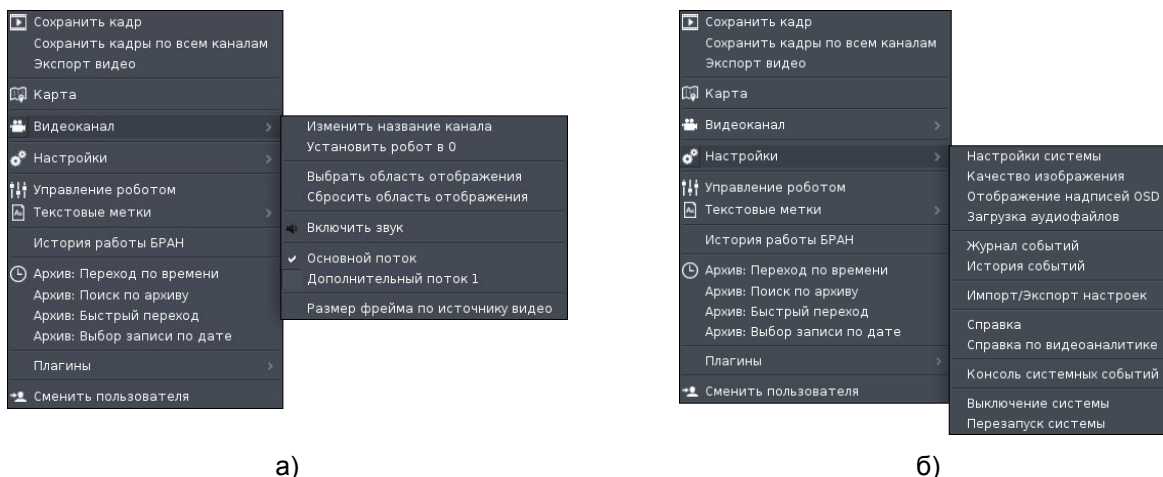 Сохранить кадр
Сохранить кадры по всем каналам
Экспорт видео
Карта
Видеоканал
Настройки
Управление роботом
Текстовые метки
История работы БРАН
Архив: Переход по времени
Архив: Поиск по архиву
Архив: Быстрый переход
Архив: Выбор записи по дате
Плагины
Сменить пользователя
Изменить название канала
Установить робот в 0
Выбрать область отображения
Сбросить область отображения
Включить звук
Основной поток
Дополнительный поток 1
Размер фрейма по источнику видео
а)
Сохранить кадр
Сохранить кадры по всем каналам
Экспорт видео
Карта
Видеоканал
Настройки
Управление роботом
Текстовые метки
История работы БРАН
Архив: Переход по времени
Архив: Поиск по архиву
Архив: Быстрый переход
Архив: Выбор записи по дате
Плагины
Сменить пользователя
Настройки системы
Качество изображения
Отображение надписей OSD
Загрузка аудиофайлов
Журнал событий
История событий
Импорт/Экспорт настроек
Справка
Справка по видеоаналитике
Консоль системных событий
Выключение системы
Перезапуск системы
б)